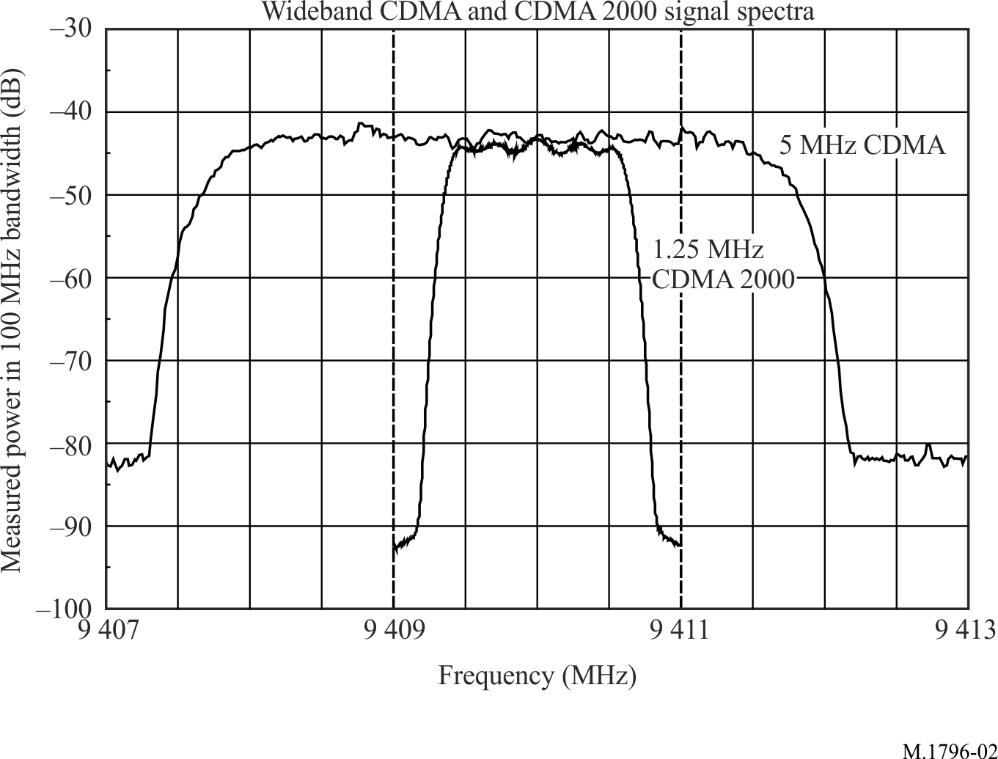 Wideband CDMA and CDMA 2000 signal spectra
Measured power in 100 MHz bandwidth (dB)
–30
–40
–50
–60
–70
–80
–90
–100
5 MHz CDMA
1.25 MHz
CDMA 2000
9 407
9 409
9 411
9 413
Frequency (MHz)
M.1796-02